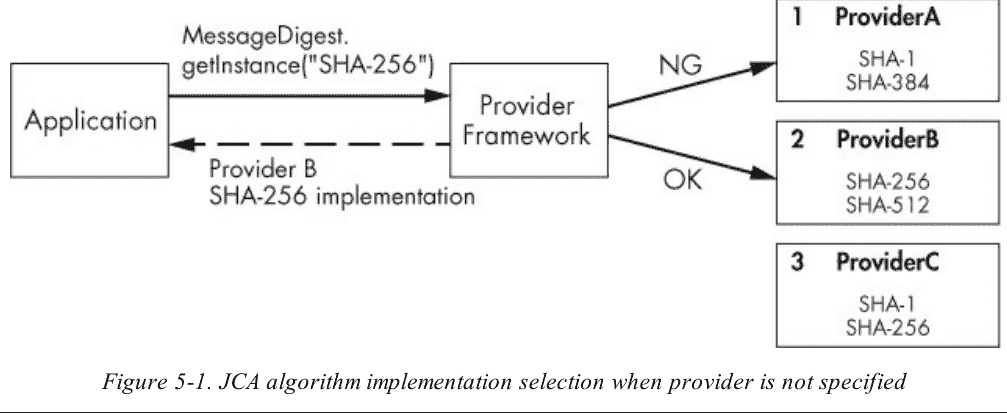 MessageDigest.
getInstance("SHA-256")
Application
Provider
Framework
Provider B
SHA-256 implementation
NG
OK
1 ProviderA
SHA-1
SHA-384
2 ProviderB
SHA-256
SHA-512
3 ProviderC
SHA-1
SHA-256
Figure 5-1. JCA algorithm implementation selection when provider is not specified